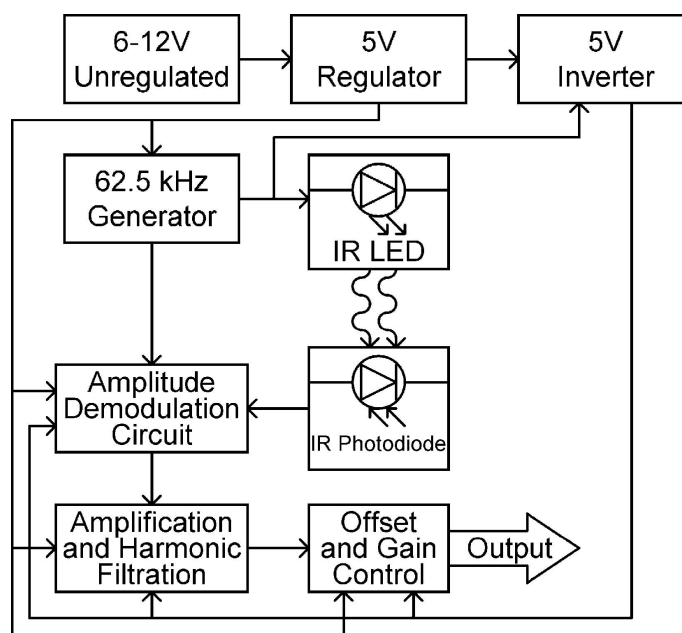 6-12V
Unregulated
5V
Regulator
5V
Inverter
62.5 kHz
Generator
IR LED
Amplitude
Demodulation
Circuit
IR Photodiode
Amplification
and Harmonic
Filtration
Offset
and Gain
Control
Output